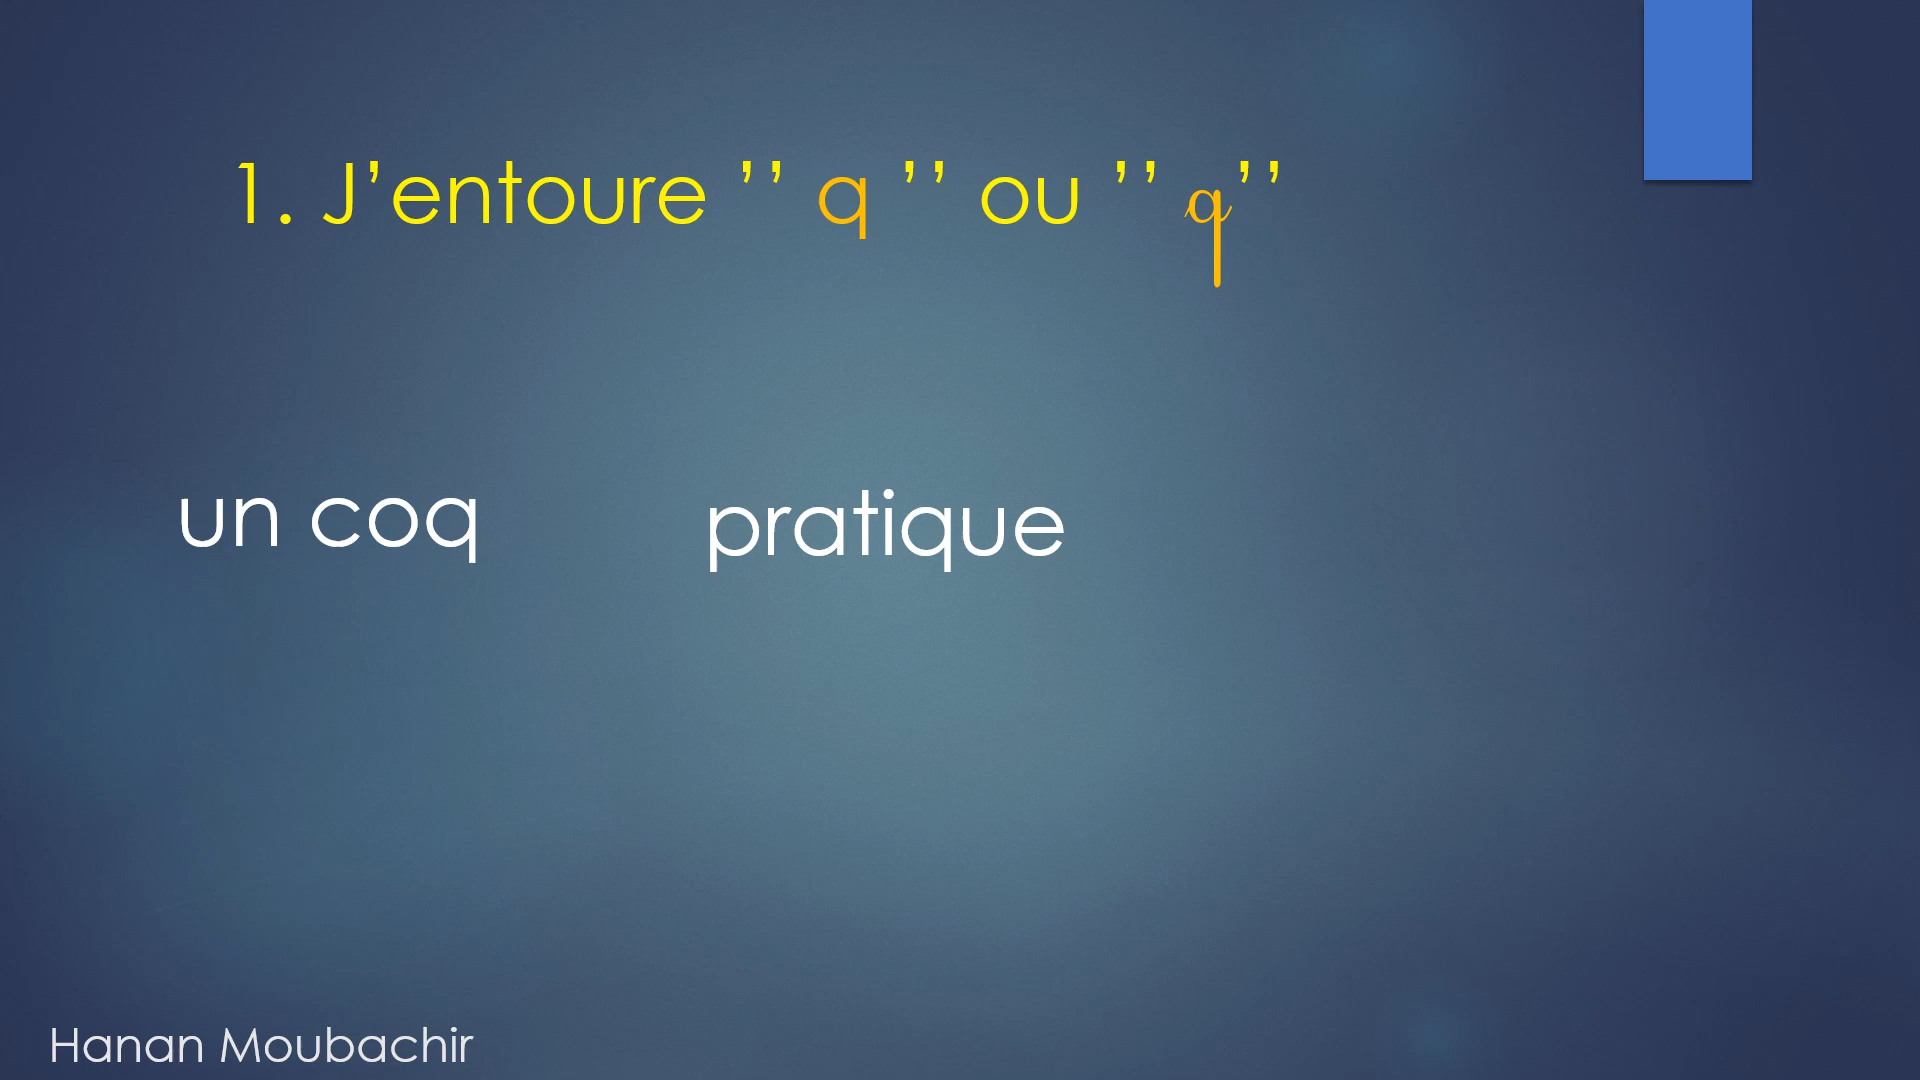 1. J’entoure ’’ q ’’ ou ’’ q’’
un coq pratique
Hanan Moubachir